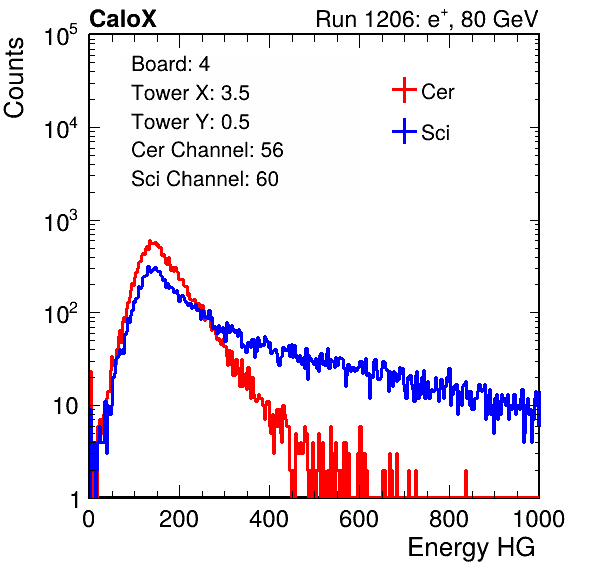 CaloX Run 1206: e⁺, 80 GeV
Counts
10⁵
10⁴
10³
10²
10
1
Board: 4
Tower X: 3.5
Tower Y: 0.5
Cer Channel: 56
Sci Channel: 60
Cer
Sci
0 200 400 600 800 1000
Energy HG